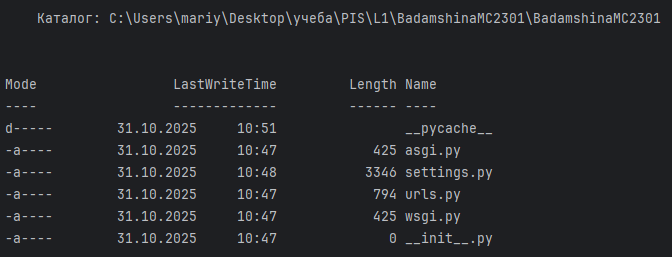 Каталог: C:\Users\mariy\Desktop\учеба\PIS\L1\BadamshinaMC2301\BadamshinaMC2301
Mode LastWriteTime Length Name
---- ------------- ------ ----
d----- 31.10.2025 10:51 __pycache__
-a---- 31.10.2025 10:47 425 asgi.py
-a---- 31.10.2025 10:48 3346 settings.py
-a---- 31.10.2025 10:47 794 urls.py
-a---- 31.10.2025 10:47 425 wsgi.py
-a---- 31.10.2025 10:47 0 __init__.py